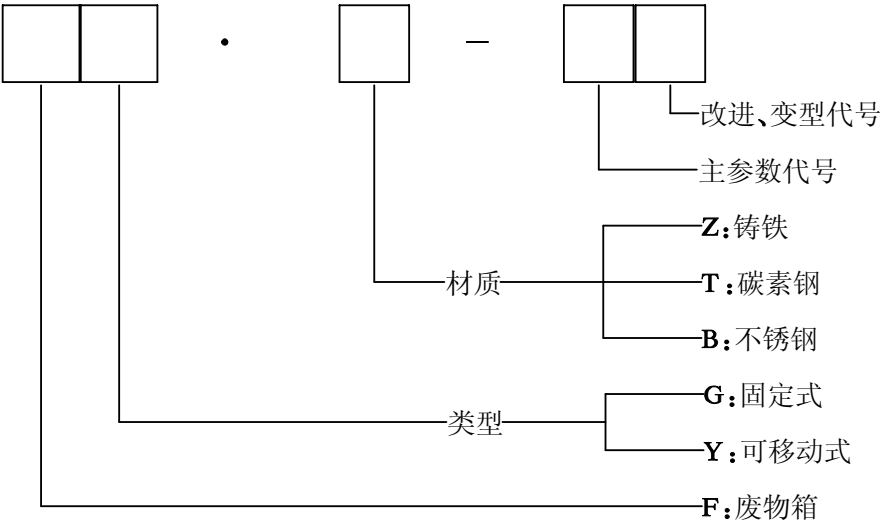 · —
改进、变型代号
主参数代号
Z:铸铁
材质 T:碳素钢
B:不锈钢
G:固定式
类型
Y:可移动式
F:废物箱